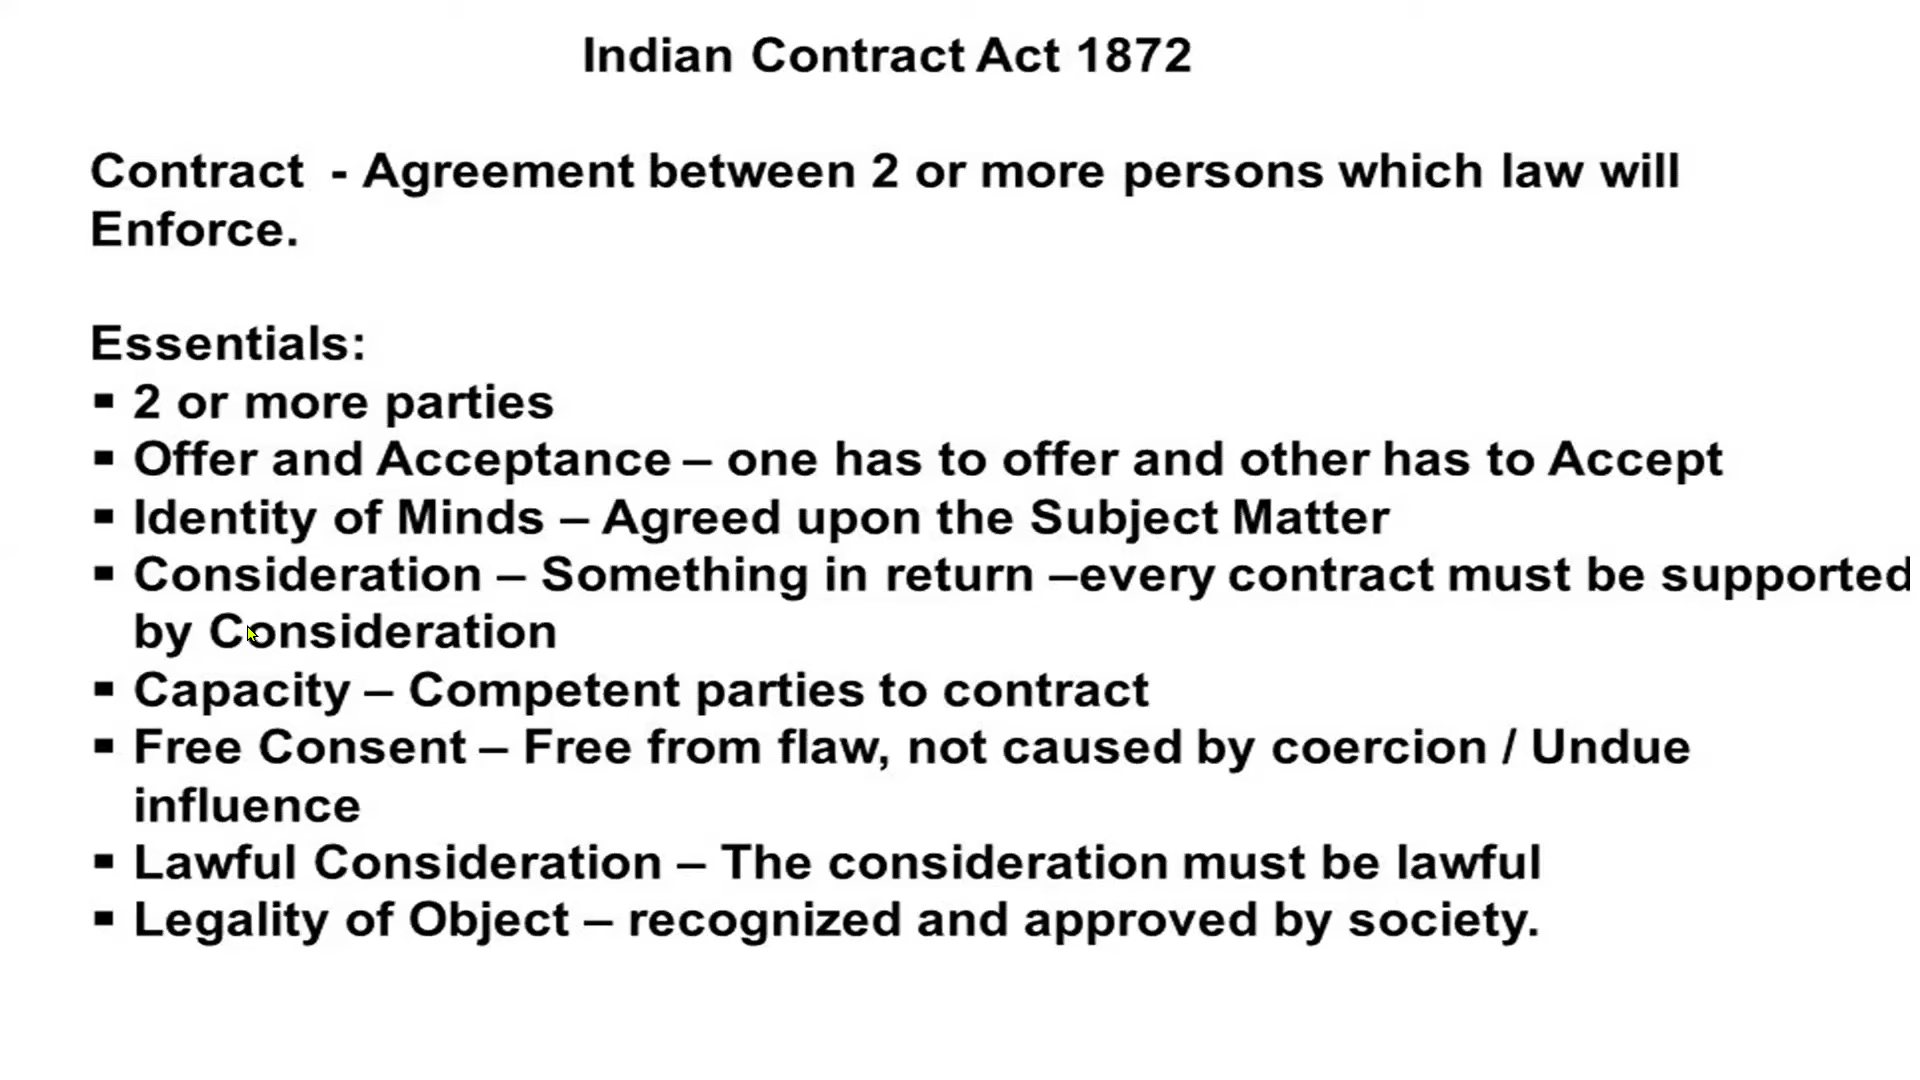 Indian Contract Act 1872
Contract - Agreement between 2 or more persons which law will
Enforce.
Essentials:
▪ 2 or more parties
▪ Offer and Acceptance – one has to offer and other has to Accept
▪ Identity of Minds – Agreed upon the Subject Matter
▪ Consideration – Something in return –every contract must be supported
by Consideration
▪ Capacity – Competent parties to contract
▪ Free Consent – Free from flaw, not caused by coercion / Undue
influence
▪ Lawful Consideration – The consideration must be lawful
▪ Legality of Object – recognized and approved by society.